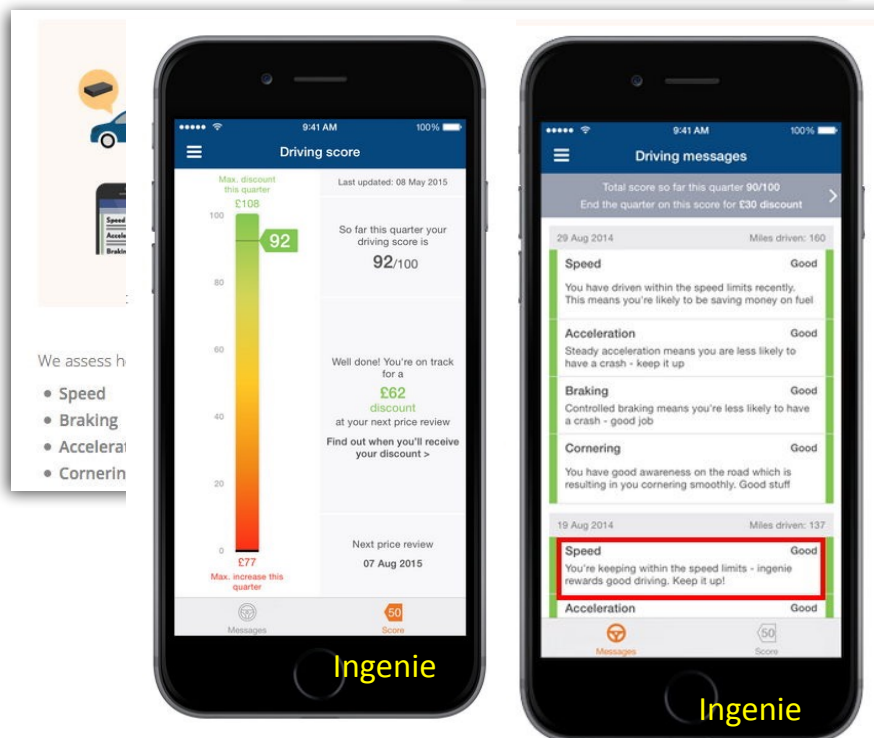 Speed
Accele
Brakin
We assess h
• Speed
• Braking
• Accelerat
• Cornerin
9:41 AM
100%
Driving score
Max. discount
this quarter
£108
100
92
80
60
40
20
0
£77
Max. increase this
quarter
Last updated: 08 May 2015
So far this quarter your
driving score is
92/100
Well done! You're on track
for a
£62
discount
at your next price review
Find out when you'll receive
your discount >
Next price review
07 Aug 2015
Messages
50
Score
Ingenie
9:41 AM
100%
Driving messages
Total score so far this quarter 90/100
End the quarter on this score for £30 discount
29 Aug 2014 Miles driven: 160
Speed Good
You have driven within the speed limits recently.
This means you're likely to be saving money on fuel
Acceleration Good
Steady acceleration means you are less likely to
have a crash - keep it up
Braking Good
Controlled braking means you're less likely to have
a crash - good job
Cornering Good
You have good awareness on the road which is
resulting in you cornering smoothly. Good stuff
19 Aug 2014 Miles driven: 137
Speed Good
You're keeping within the speed limits - ingenie
rewards good driving. Keep it up!
Acceleration Good
Messages
50
Score
Ingenie